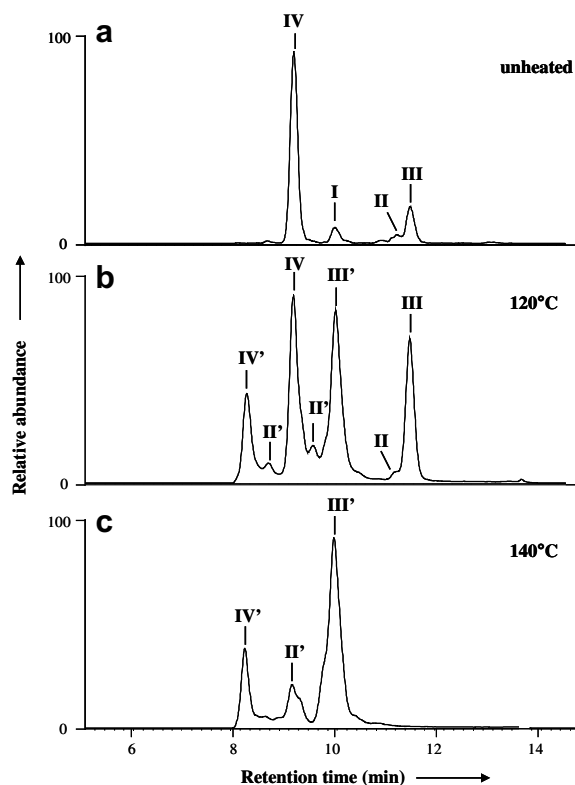 a
IV
100
unheated
I
II
III
0
b
IV
III’
100
120°C
III
IV’
II’
II’
II
0
c
III’
100
140°C
IV’
II’
0
6 8 10 12 14
Retention time (min)
Relative abundance